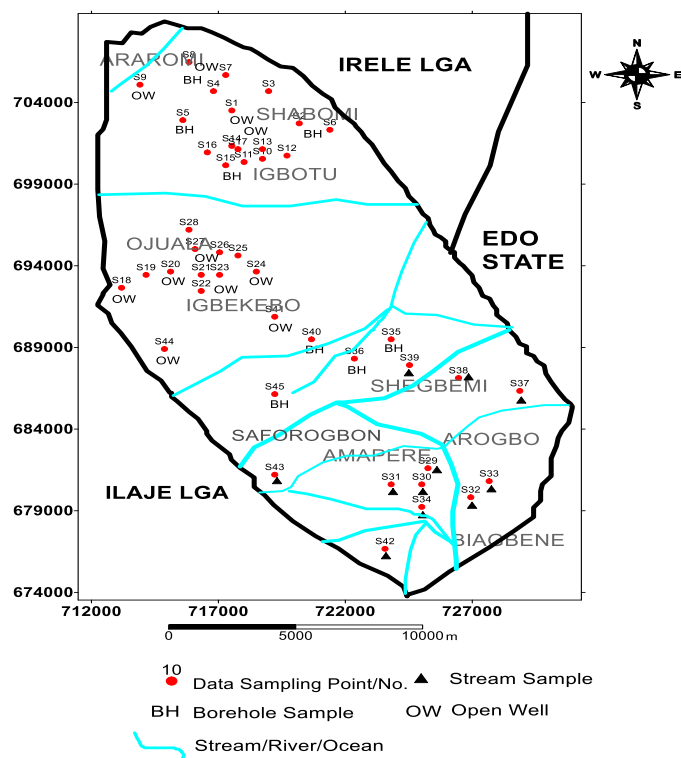 N
W E
S
IRELE LGA
ARAROMI
S8
OW
S7
BH
S9
OW
S4
704000
S1
OW
SHABOMI
S2
S6
S5
BH
OW
BH
S14
S17
S13
S16
S10
S12
S15
S11
BH
IGBOTU
699000
S28
OJUALA
S27
S26
OW
S25
EDO
STATE
694000
S18
S19
S20
S21
S23
S24
OW
OW
S22
OW
OW
IGBEKEBO
S41
OW
S40
BH
S35
BH
689000
S44
OW
S36
BH
S39
S38
SHEGBEMI
S37
S45
BH
684000
SAFOROGBON
AROGBO
AMAPERE
S29
S43
S31
S30
S33
ILAJE LGA
S32
S34
679000
BIAGBENE
S42
674000
712000 717000 722000 727000
0 5000 10000 m
10
Data Sampling Point/No.
Stream Sample
BH Borehole Sample
OW Open Well
Stream/River/Ocean